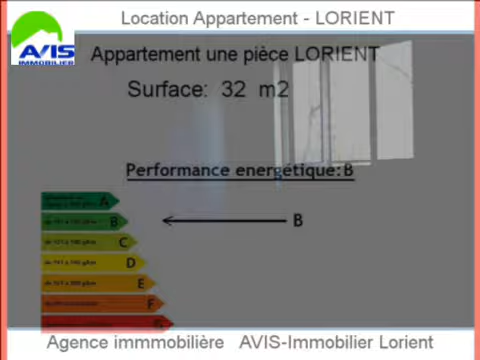 Location Appartement - LORIENT
AVIS
IMMOBILIER
Appartement une pièce LORIENT
Surface: 32 m2
Performance energétique:B
A
B
B
C
D
E
F
G
Agence immmobilière AVIS-Immobilier Lorient